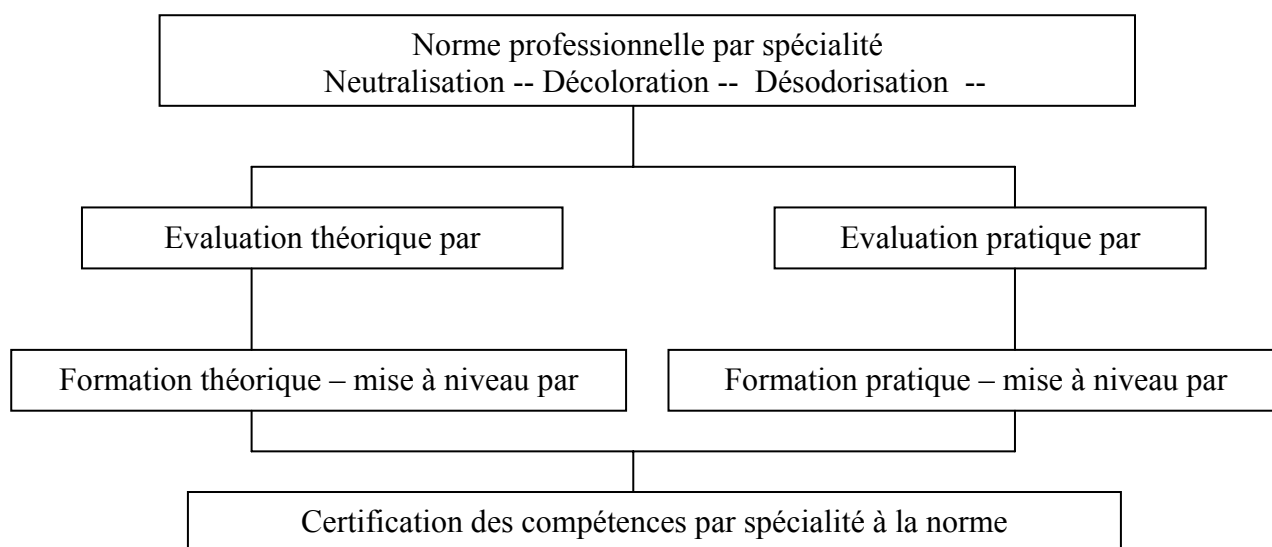 Norme professionnelle par spécialité
Neutralisation -- Décoloration -- Désodorisation --
Evaluation théorique par
Evaluation pratique par
Formation théorique – mise à niveau par
Formation pratique – mise à niveau par
Certification des compétences par spécialité à la norme